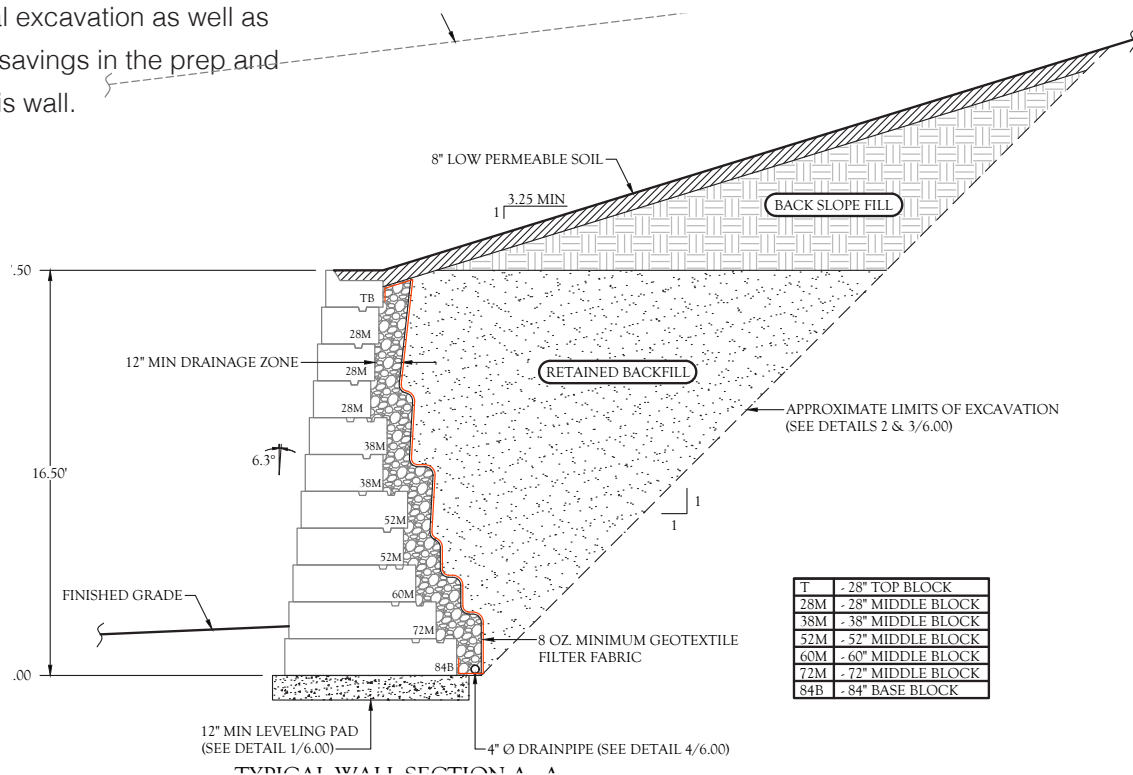 al excavation as well as
savings in the prep and
is wall.
8" LOW PERMEABLE SOIL
3.25 MIN
1
BACK SLOPE FILL
.50
TB
28M
12" MIN DRAINAGE ZONE
28M
RETAINED BACKFILL
28M
APPROXIMATE LIMITS OF EXCAVATION
(SEE DETAILS 2 & 3/6.00)
38M
6.3°
16.50'
38M
1
1
52M
52M
60M
FINISHED GRADE
72M
8 OZ. MINIMUM GEOTEXTILE
FILTER FABRIC
84B
.00
T - 28" TOP BLOCK
28M - 28" MIDDLE BLOCK
38M - 38" MIDDLE BLOCK
52M - 52" MIDDLE BLOCK
60M - 60" MIDDLE BLOCK
72M - 72" MIDDLE BLOCK
84B - 84" BASE BLOCK
12" MIN LEVELING PAD
(SEE DETAIL 1/6.00)
4" Ø DRAINPIPE (SEE DETAIL 4/6.00)
TYPICAL WALL SECTION A-A